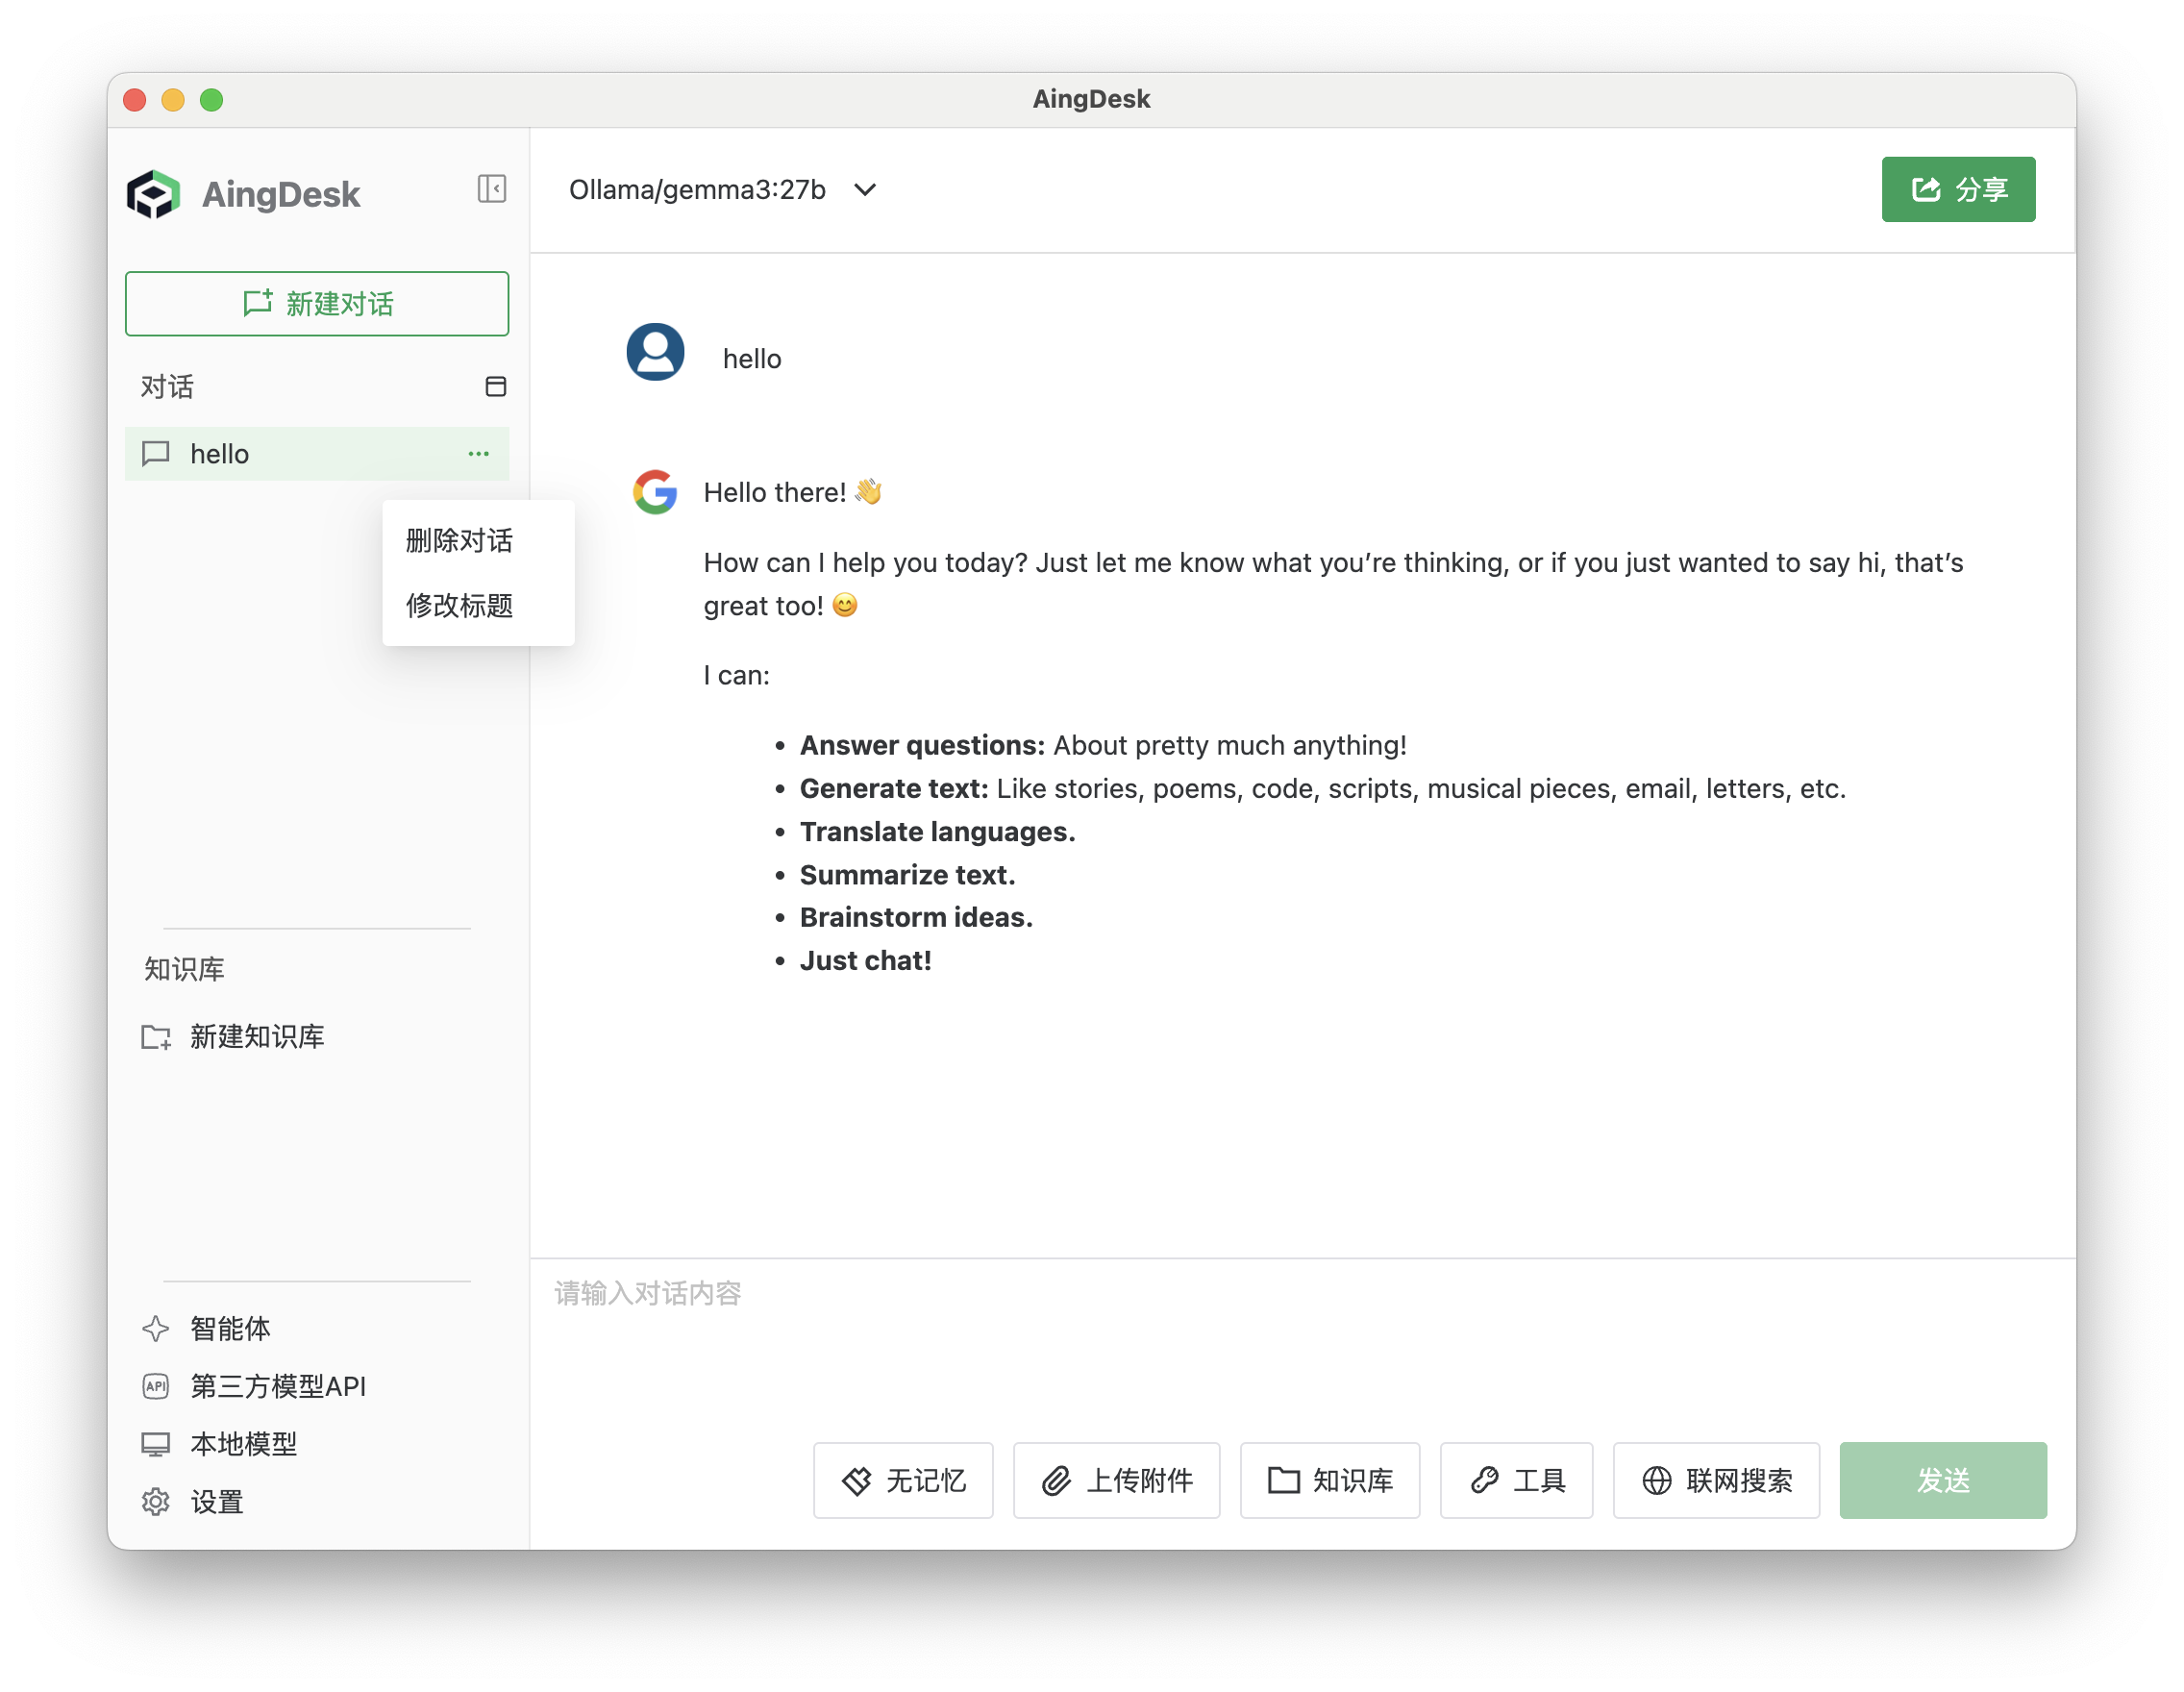 AingDesk
AingDesk
新建对话
对话
hello
删除对话
修改标题
知识库
新建知识库
智能体
API 第三方模型API
本地模型
设置
Ollama/gemma3:27b
分享
hello
Hello there! 👋
How can I help you today? Just let me know what you’re thinking, or if you just wanted to say hi, that’s
great too! 😊
I can:
• Answer questions: About pretty much anything!
• Generate text: Like stories, poems, code, scripts, musical pieces, email, letters, etc.
• Translate languages.
• Summarize text.
• Brainstorm ideas.
• Just chat!
请输入对话内容
无记忆 上传附件 知识库 工具 联网搜索 发送